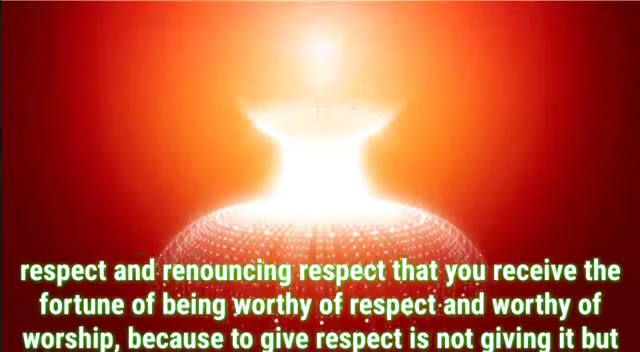 respect and renouncing respect that you receive the
fortune of being worthy of respect and worthy of
worship, because to give respect is not giving it but